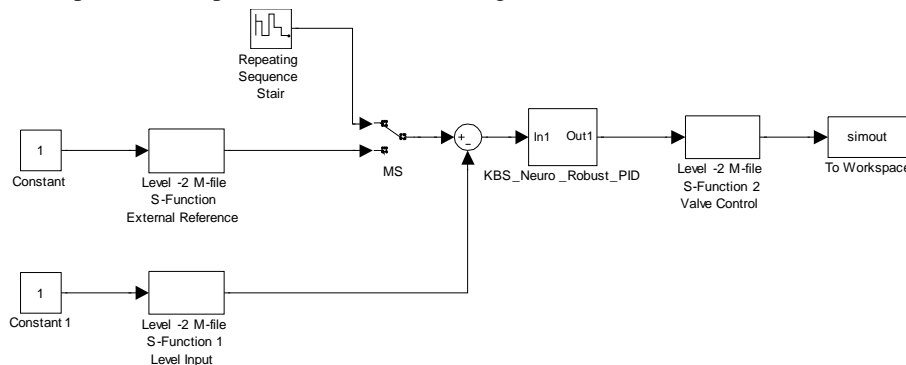 Repeating
Sequence
Stair
1
Constant
Level -2 M-file
S-Function
External Reference
MS
+
-
In1
Out1
KBS_Neuro _Robust_PID
Level -2 M-file
S-Function 2
Valve Control
simout
To Workspace
1
Constant 1
Level -2 M-file
S-Function 1
Level Input